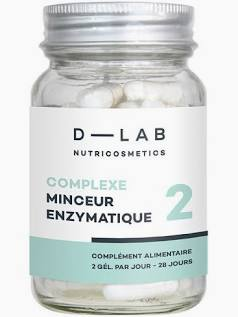 D—LAB
NUTRICOSMETICS
COMPLEXE
MINCEUR
ENZYMATIQUE 2
COMPLÉMENT ALIMENTAIRE
2 GÉL. PAR JOUR - 28 JOURS